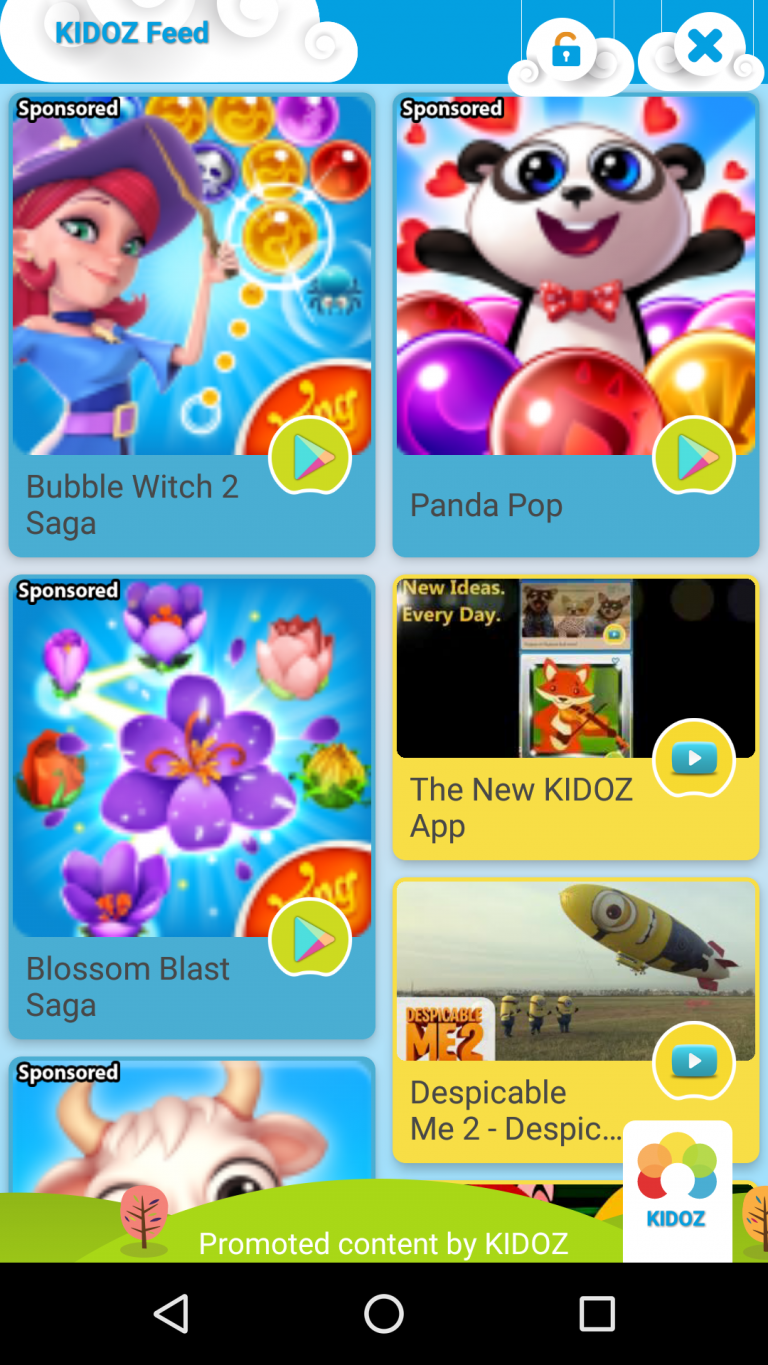 KIDOZ Feed
Sponsored
Bubble Witch 2
Saga
Sponsored
Panda Pop
Sponsored
Blossom Blast
Saga
New Ideas.
Every Day.
The New KIDOZ
App
DESPICABLE
ME 2
Despicable
Me 2 - Despic...
Sponsored
Promoted content by KIDOZ
KIDOZ